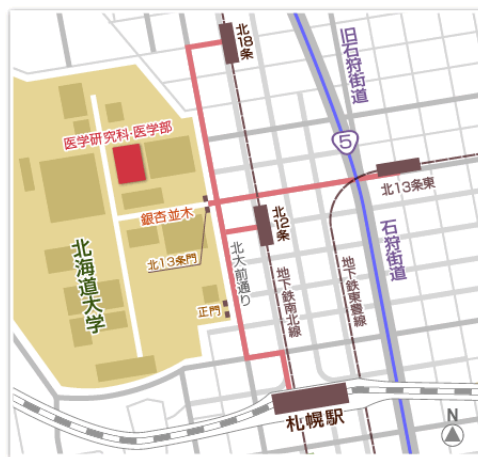 北18条
旧石狩街道
5
医学研究科・医学部
北13条東
銀杏並木
北12条
北海道大学
北13条門
北大前通り
石狩街道
地下鉄南北線
地下鉄東豊線
正門
札幌駅
N